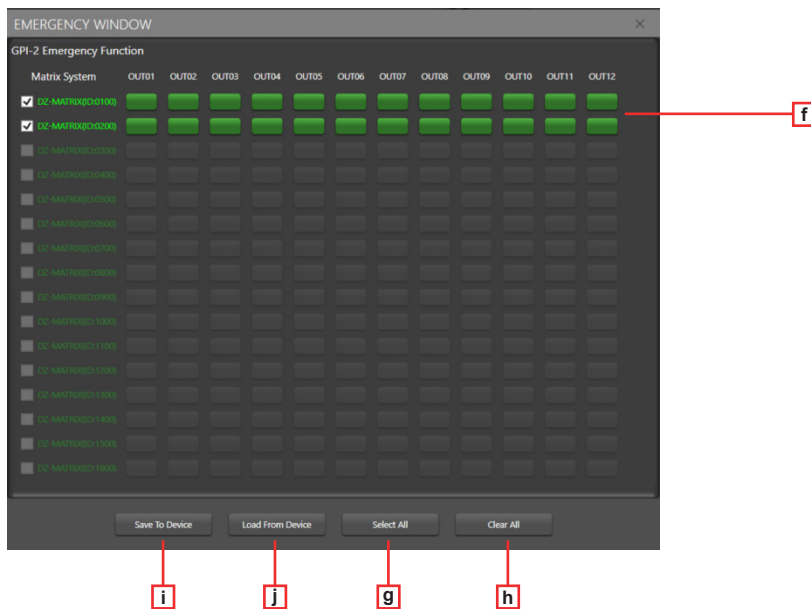 EMERGENCY WINDOW
GPI-2 Emergency Function
Matrix System OUT01 OUT02 OUT03 OUT04 OUT05 OUT06 OUT07 OUT08 OUT09 OUT10 OUT11 OUT12
DZ-MATRIX(ID:0100)
f
DZ-MATRIX(ID:0200)
DZ-MATRIX(ID:0300)
DZ-MATRIX(ID:0400)
DZ-MATRIX(ID:0500)
DZ-MATRIX(ID:0600)
DZ-MATRIX(ID:0700)
DZ-MATRIX(ID:0800)
DZ-MATRIX(ID:0900)
DZ-MATRIX(ID:1000)
DZ-MATRIX(ID:1100)
DZ-MATRIX(ID:1200)
DZ-MATRIX(ID:1300)
DZ-MATRIX(ID:1400)
DZ-MATRIX(ID:1500)
DZ-MATRIX(ID:1600)
Save To Device Load From Device Select All Clear All
i j g h